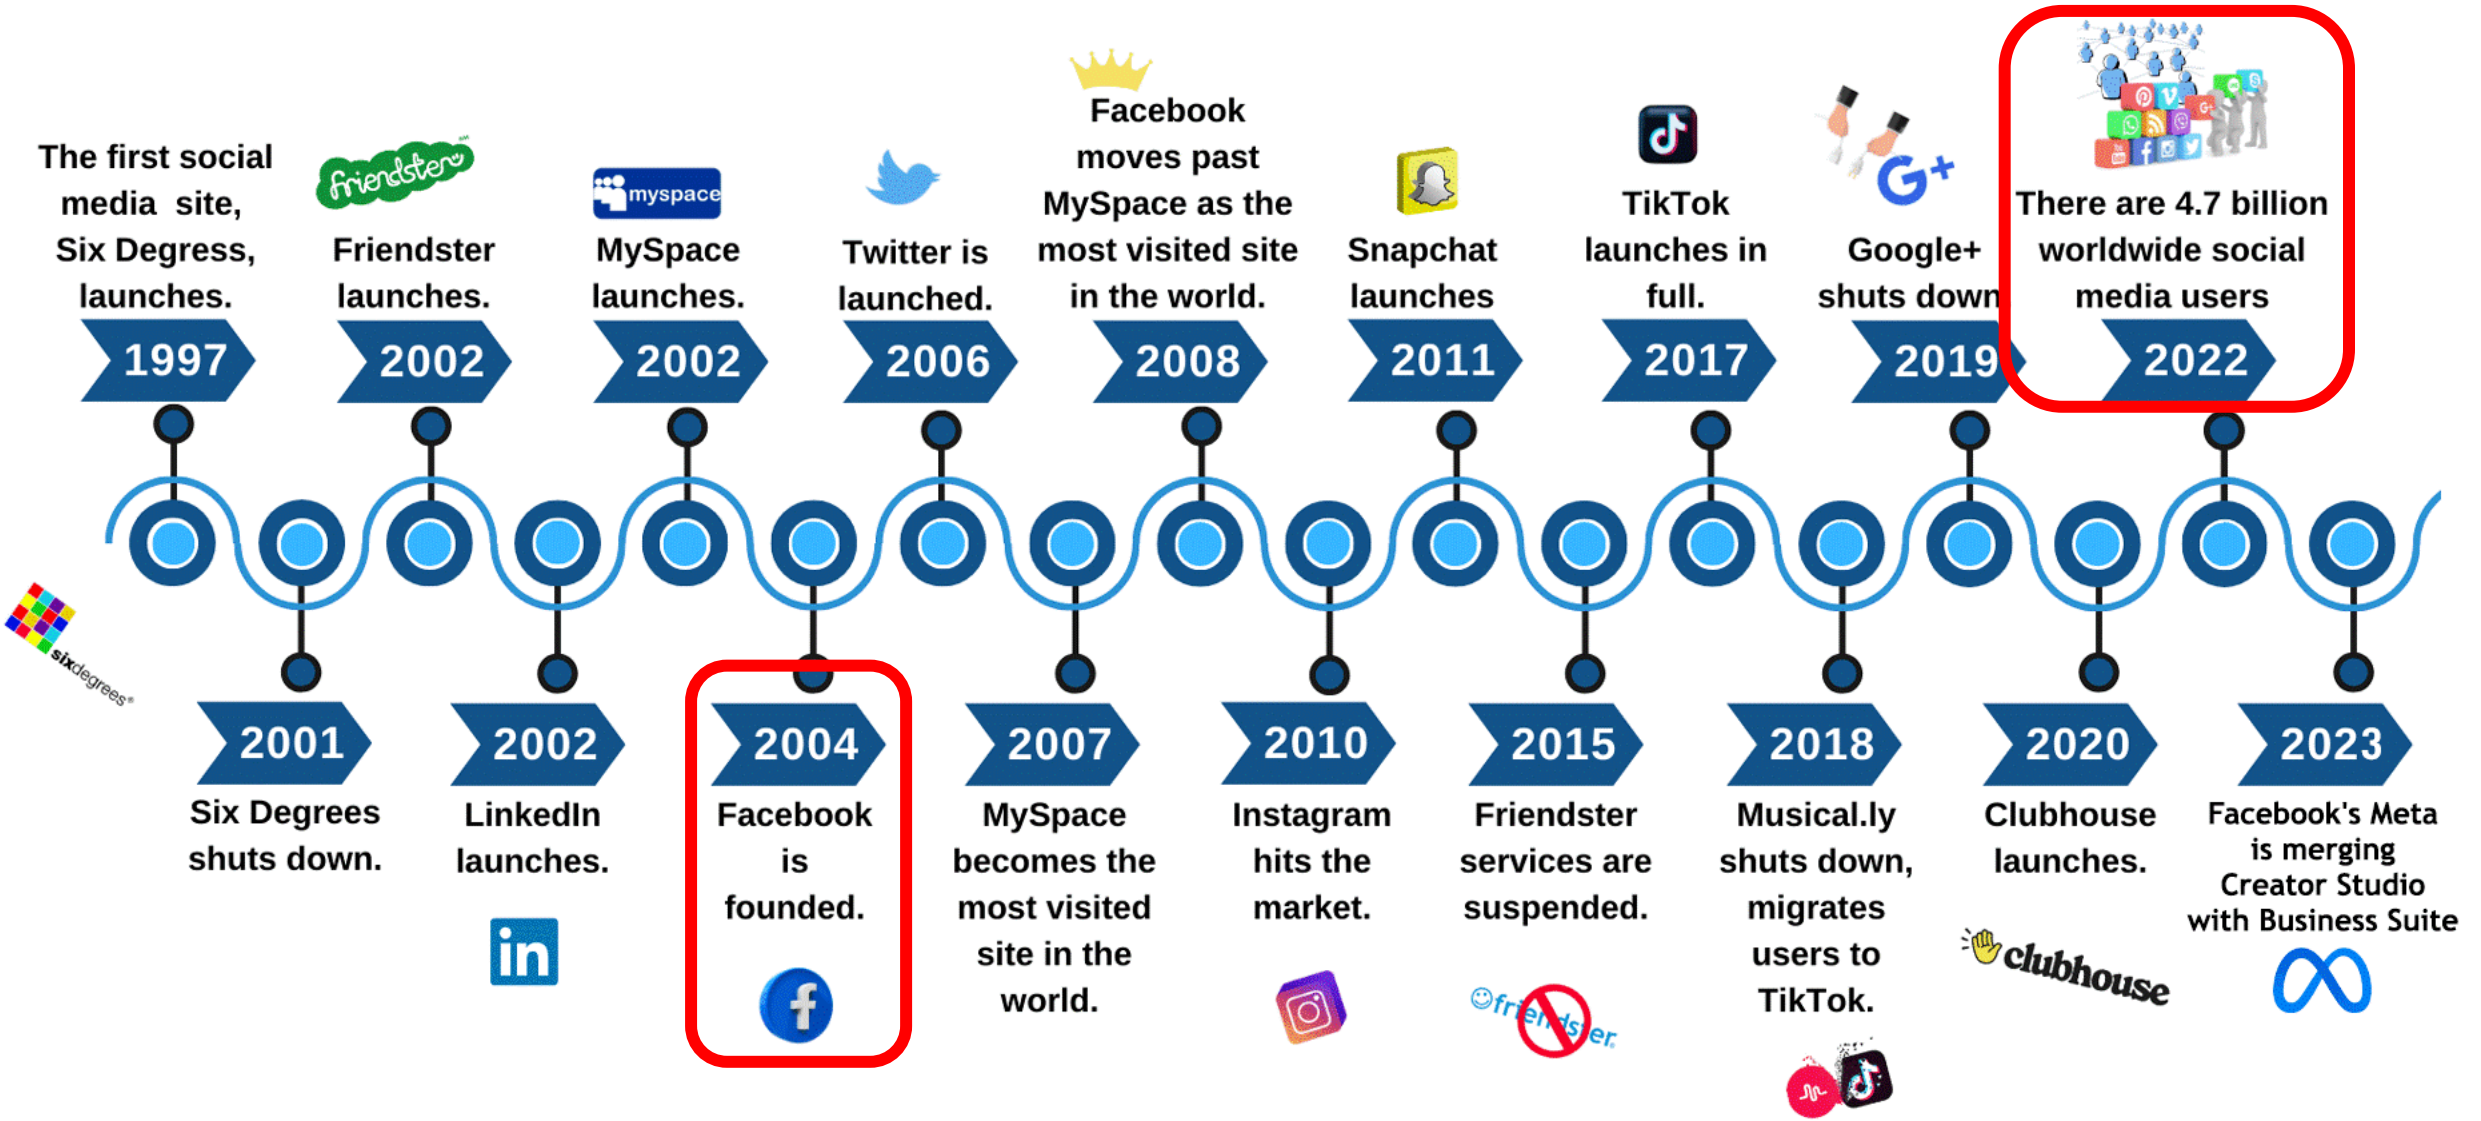 The first social
media site,
Six Degress,
launches.
1997
friendster
Friendster
launches.
2002
myspace
MySpace
launches.
2002
Twitter is
launched.
2006
Facebook
moves past
MySpace as the
most visited site
in the world.
2008
Snapchat
launches
2011
TikTok
launches in
full.
2017
G+
Google+
shuts down
2019
There are 4.7 billion
worldwide social
media users
2022
sixdegrees®
2001
Six Degrees
shuts down.
2002
LinkedIn
launches.
in
2004
Facebook
is
founded.
f
2007
MySpace
becomes the
most visited
site in the
world.
2010
Instagram
hits the
market.
2015
Friendster
services are
suspended.
friendster
2018
Musical.ly
shuts down,
migrates
users to
TikTok.
2020
Clubhouse
launches.
clubhouse
2023
Facebook's Meta
is merging
Creator Studio
with Business Suite